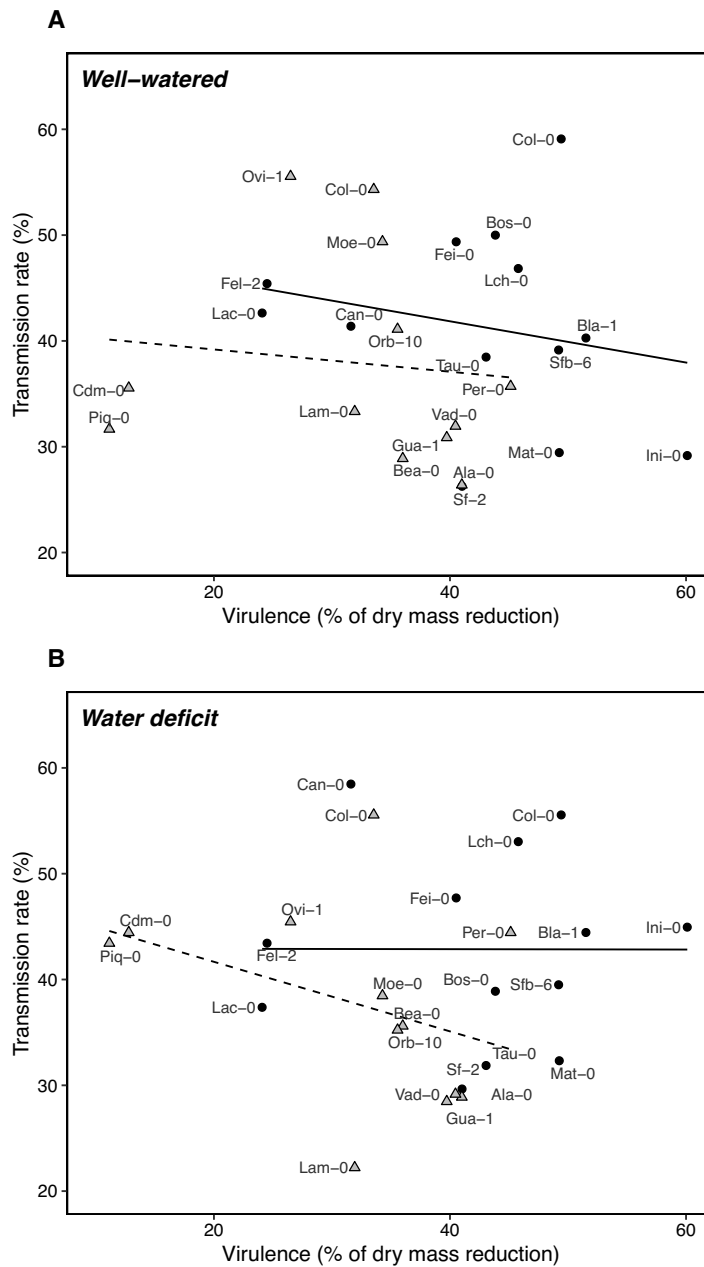 A
Well−watered
60
50
40
30
20
Transmission rate (%)
Col−0
Ovi−1
Col−0
Bos−0
Moe−0
Fei−0
Lch−0
Fel−2
Lac−0
Can−0
Orb−10
Bla−1
Tau−0
Sfb−6
Cdm−0
Per−0
Piq−0
Lam−0
Vad−0
Gua−1
Bea−0
Mat−0
Ini−0
Ala−0
Sf−2
20
40
60
Virulence (% of dry mass reduction)
B
Water deficit
60
50
40
30
20
Transmission rate (%)
Can−0
Col−0
Col−0
Lch−0
Fei−0
Ovi−1
Cdm−0
Per−0
Bla−1
Ini−0
Piq−0
Fel−2
Moe−0
Bos−0
Sfb−6
Lac−0
Bea−0
Orb−10
Tau−0
Sf−2
Mat−0
Vad−0
Ala−0
Gua−1
Lam−0
20
40
60
Virulence (% of dry mass reduction)